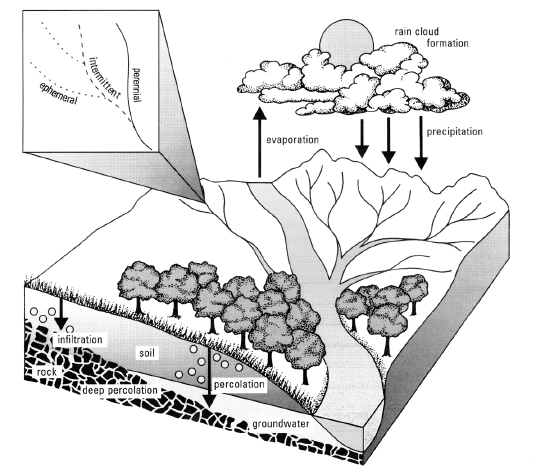 rain cloud
formation
ephemeral
intermittent
perennial
evaporation
precipitation
infiltration
soil
rock
deep percolation
percolation
groundwater